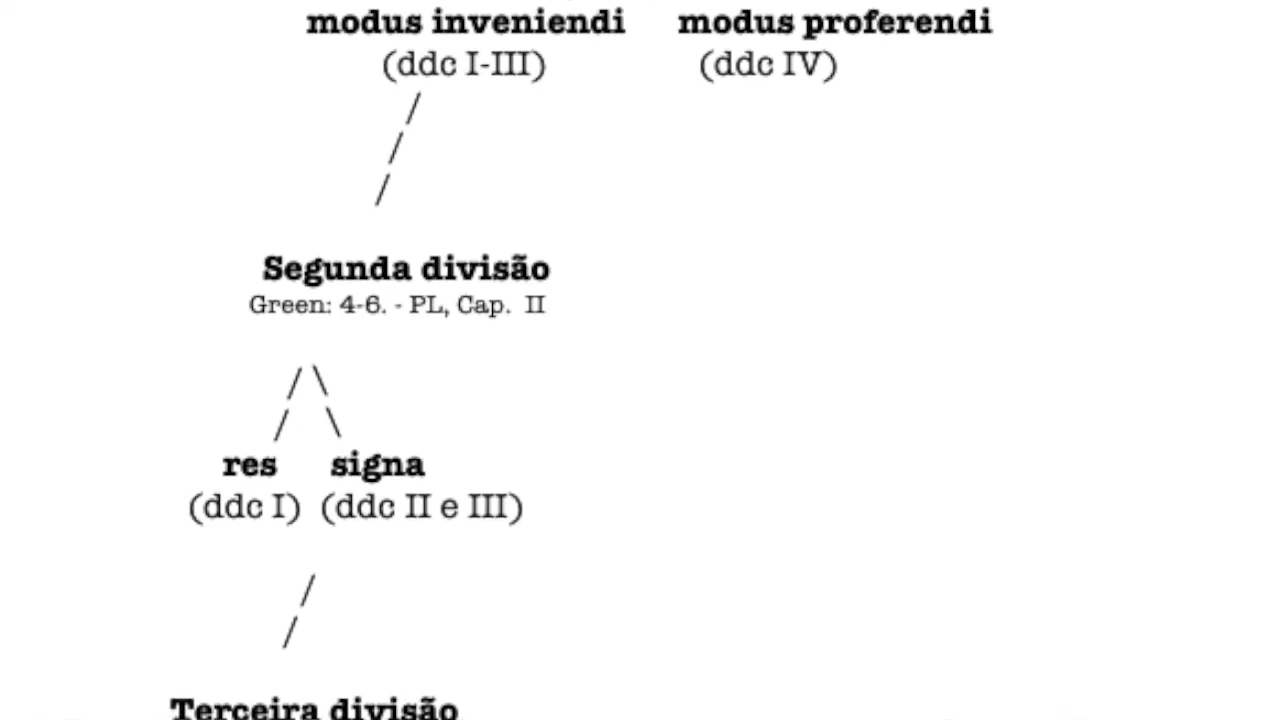 modus inveniendi modus proferendi
(ddc I-III) (ddc IV)
Segunda divisão
Green: 4-6. - PL, Cap. II
res signa
(ddc I) (ddc II e III)
Terceira divisão